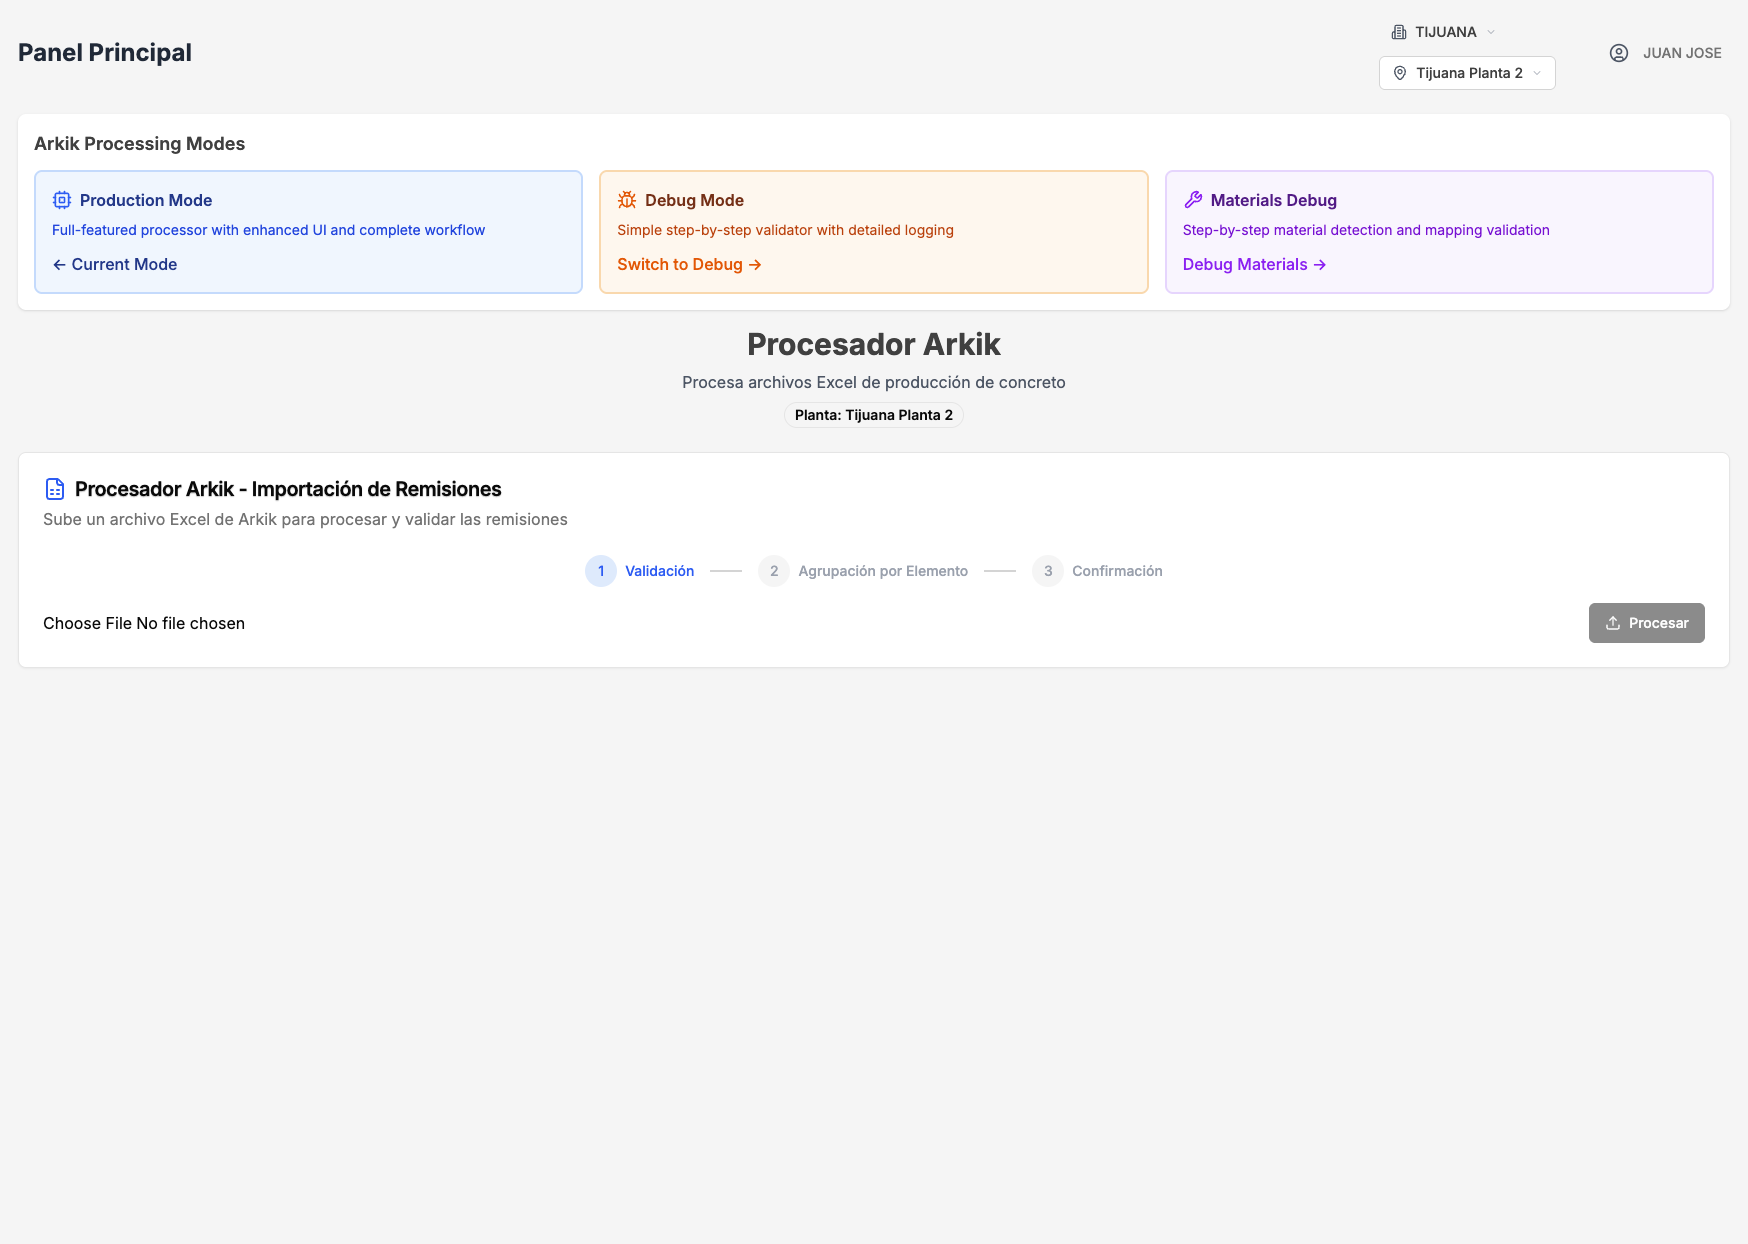 Panel Principal
TIJUANA
Tijuana Planta 2
JUAN JOSE
Arkik Processing Modes
Production Mode
Full-featured processor with enhanced UI and complete workflow
← Current Mode
Debug Mode
Simple step-by-step validator with detailed logging
Switch to Debug →
Materials Debug
Step-by-step material detection and mapping validation
Debug Materials →
Procesador Arkik
Procesa archivos Excel de producción de concreto
Planta: Tijuana Planta 2
Procesador Arkik - Importación de Remisiones
Sube un archivo Excel de Arkik para procesar y validar las remisiones
1 Validación
2 Agrupación por Elemento
3 Confirmación
Choose File No file chosen
Procesar